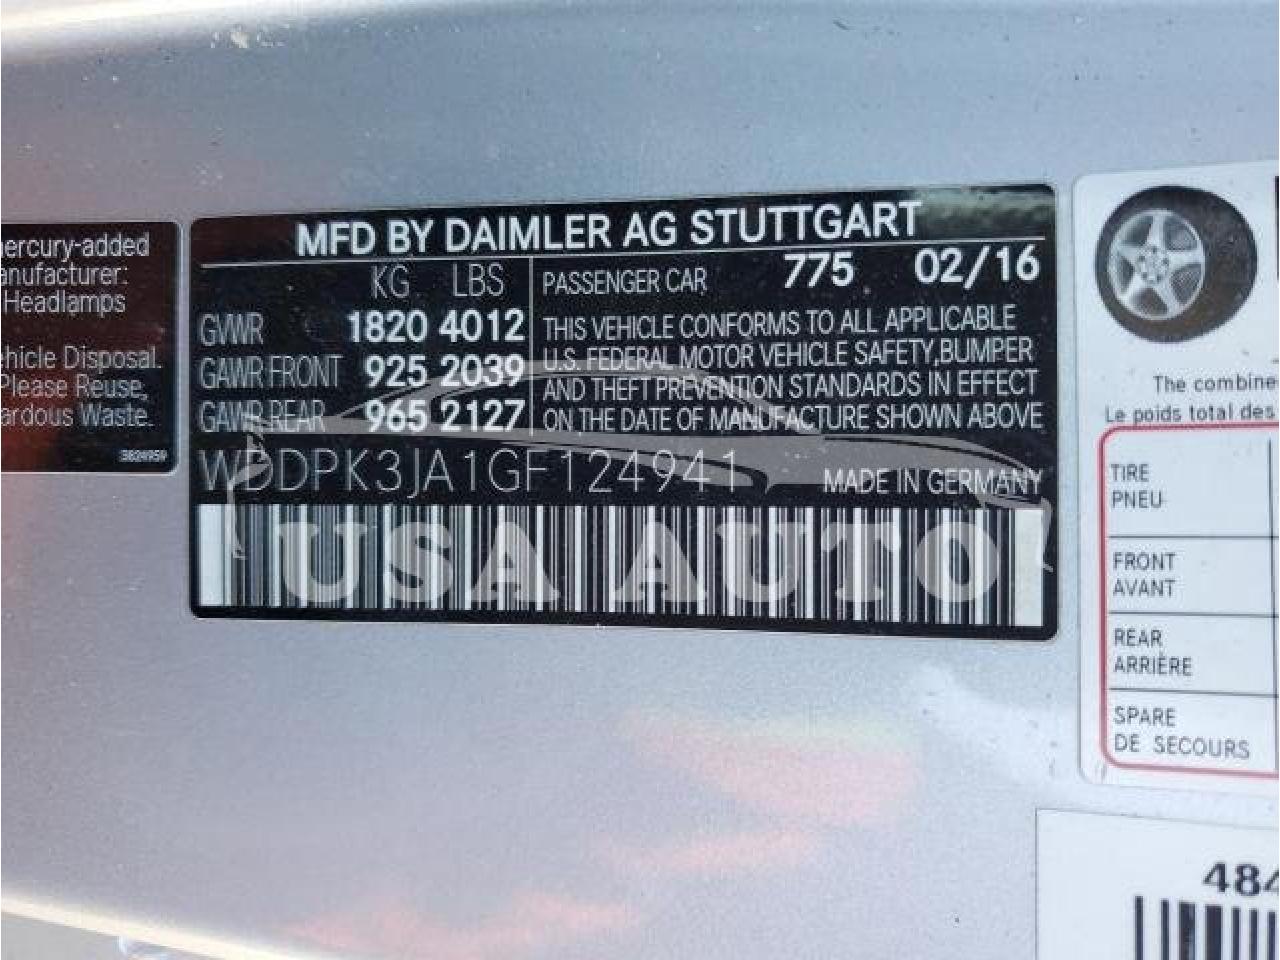 mercury-added
anufacturer:
Headlamps
ehicle Disposal.
Please Reuse,
ardous Waste.
3824959
MFD BY DAIMLER AG STUTTGART
KG LBS
GVWR 1820 4012
GAWR FRONT 925 2039
GAWR REAR 965 2127
PASSENGER CAR 775 02/16
THIS VEHICLE CONFORMS TO ALL APPLICABLE
U.S. FEDERAL MOTOR VEHICLE SAFETY,BUMPER
AND THEFT PREVENTION STANDARDS IN EFFECT
ON THE DATE OF MANUFACTURE SHOWN ABOVE
WDDPK3JA1GF124941 MADE IN GERMANY
USA AUTO
The combine
Le poids total des
TIRE
PNEU
FRONT
AVANT
REAR
ARRIÈRE
SPARE
DE SECOURS
484